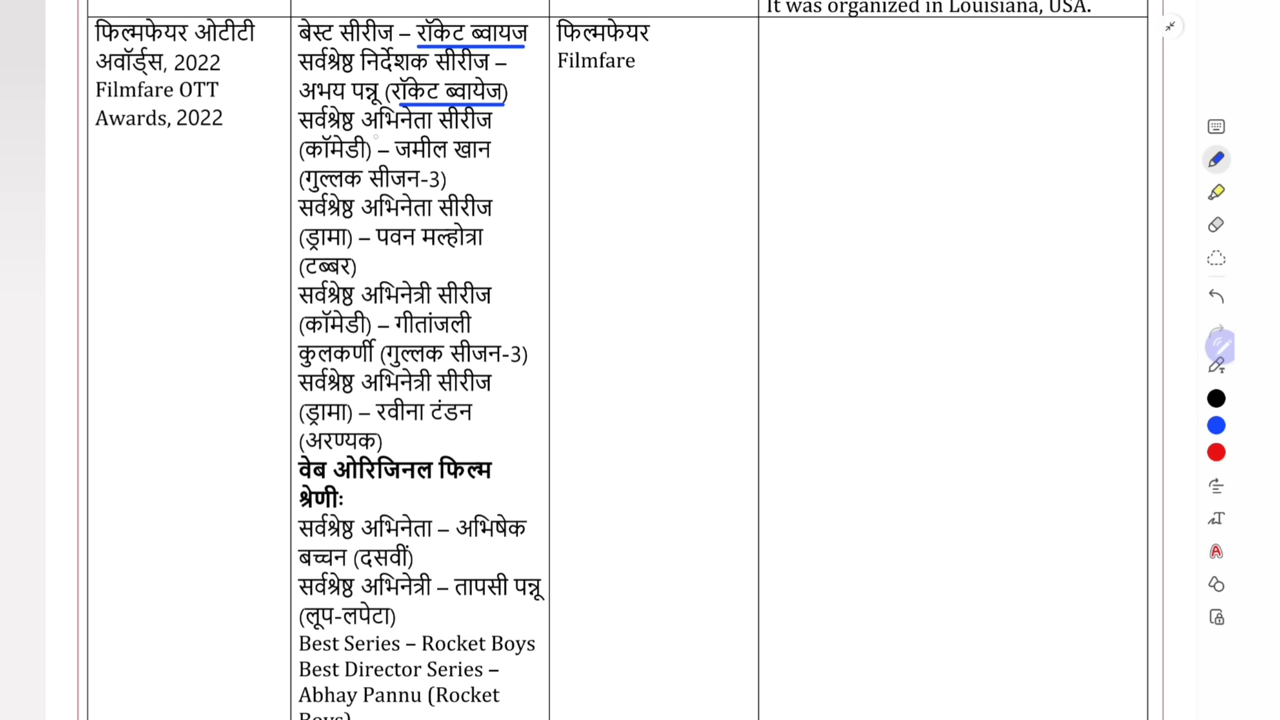 It was organized in Louisiana, USA.
फिल्मफेयर ओटीटी
अवॉर्ड्स, 2022
Filmfare OTT
Awards, 2022
बेस्ट सीरीज – रॉकेट ब्वायज
सर्वश्रेष्ठ निर्देशक सीरीज –
अभय पन्नू (रॉकेट ब्वायेज)
सर्वश्रेष्ठ अभिनेता सीरीज
(कॉमेडी) – जमील खान
(गुल्लक सीजन-3)
सर्वश्रेष्ठ अभिनेता सीरीज
(ड्रामा) – पवन मल्होत्रा
(टब्बर)
सर्वश्रेष्ठ अभिनेत्री सीरीज
(कॉमेडी) – गीतांजली
कुलकर्णी (गुल्लक सीजन-3)
सर्वश्रेष्ठ अभिनेत्री सीरीज
(ड्रामा) – रवीना टंडन
(अरण्यक)
वेब ओरिजिनल फिल्म
श्रेणीः
सर्वश्रेष्ठ अभिनेता – अभिषेक
बच्चन (दसवीं)
सर्वश्रेष्ठ अभिनेत्री – तापसी पन्नू
(लूप-लपेटा)
Best Series – Rocket Boys
Best Director Series –
Abhay Pannu (Rocket
Boys)
फिल्मफेयर
Filmfare